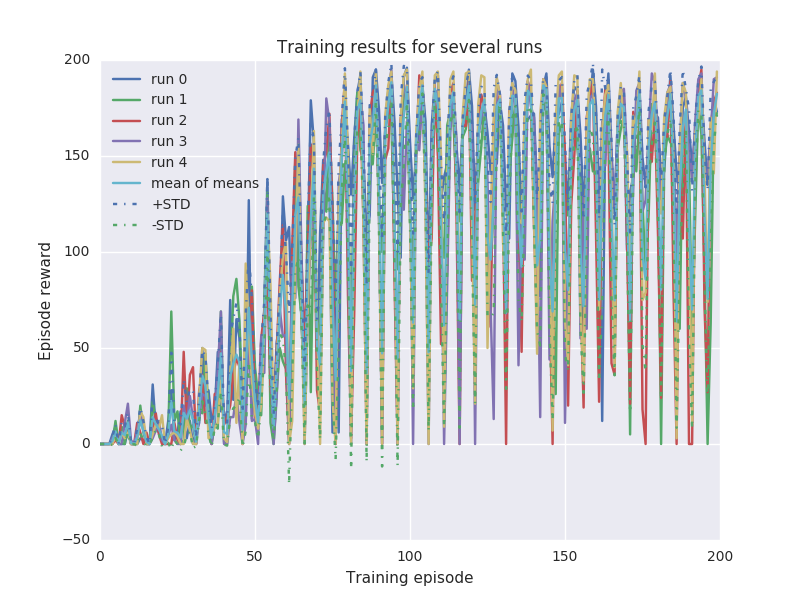 Training results for several runs
200
150
100
50
0
−50
Episode reward
run 0
run 1
run 2
run 3
run 4
mean of means
+STD
-STD
0 50 100 150 200
Training episode